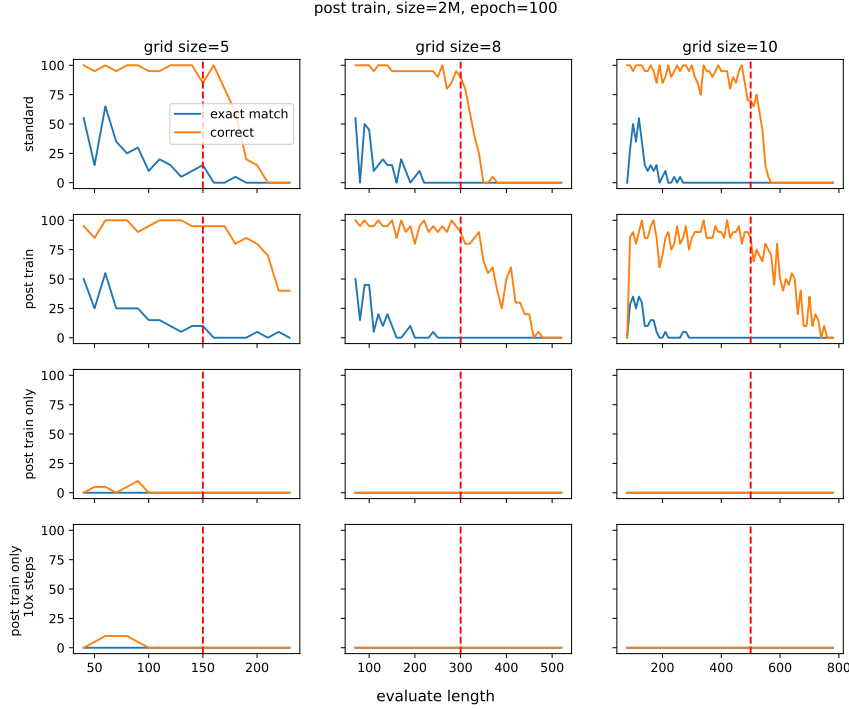 post train, size=2M, epoch=100
grid size=5
grid size=8
grid size=10
standard
100
75
50
25
0
exact match
correct
post train
100
75
50
25
0
post train only
100
75
50
25
0
post train only
10x steps
100
75
50
25
0
50 100 150 200
100 200 300 400 500
200 400 600 800
evaluate length